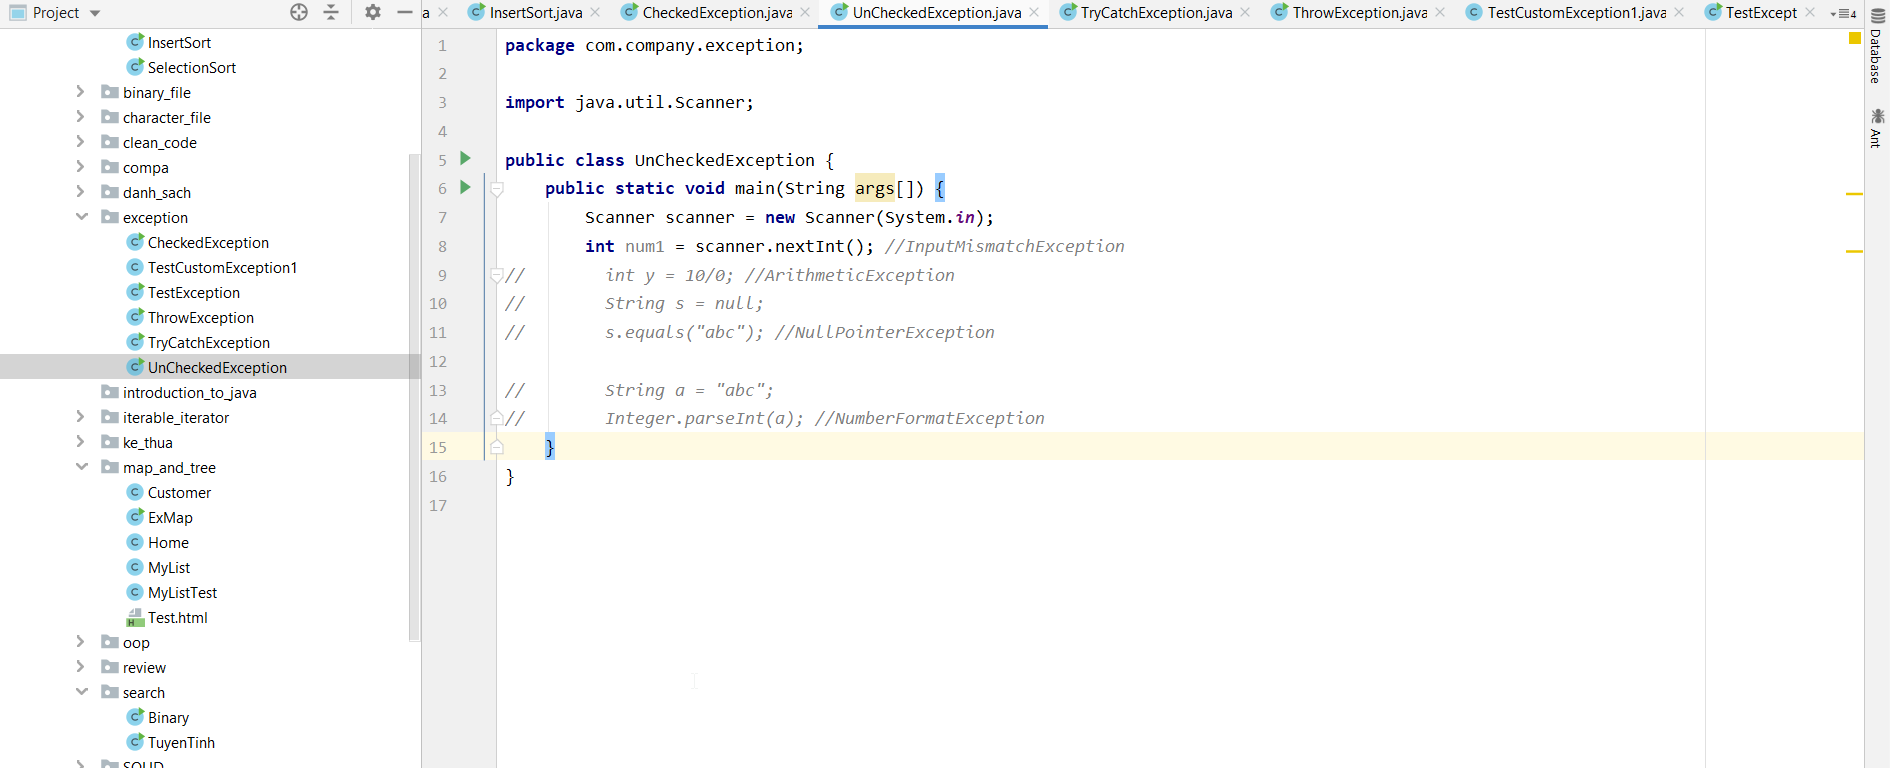 Project
a
InsertSort.java
CheckedException.java
UnCheckedException.java
TryCatchException.java
ThrowException.java
TestCustomException1.java
TestExcept
4
InsertSort
SelectionSort
binary_file
character_file
clean_code
compa
danh_sach
exception
CheckedException
TestCustomException1
TestException
ThrowException
TryCatchException
UnCheckedException
introduction_to_java
iterable_iterator
ke_thua
map_and_tree
Customer
ExMap
Home
MyList
MyListTest
Test.html
oop
review
search
Binary
TuyenTinh
1 package com.company.exception;
2
3 import java.util.Scanner;
4
5 public class UnCheckedException {
6 public static void main(String args[]) {
7 Scanner scanner = new Scanner(System.in);
8 int num1 = scanner.nextInt(); //InputMismatchException
9 // int y = 10/0; //ArithmeticException
10 // String s = null;
11 // s.equals("abc"); //NullPointerException
12
13 // String a = "abc";
14 // Integer.parseInt(a); //NumberFormatException
15 }
16 }
17
Database
Ant